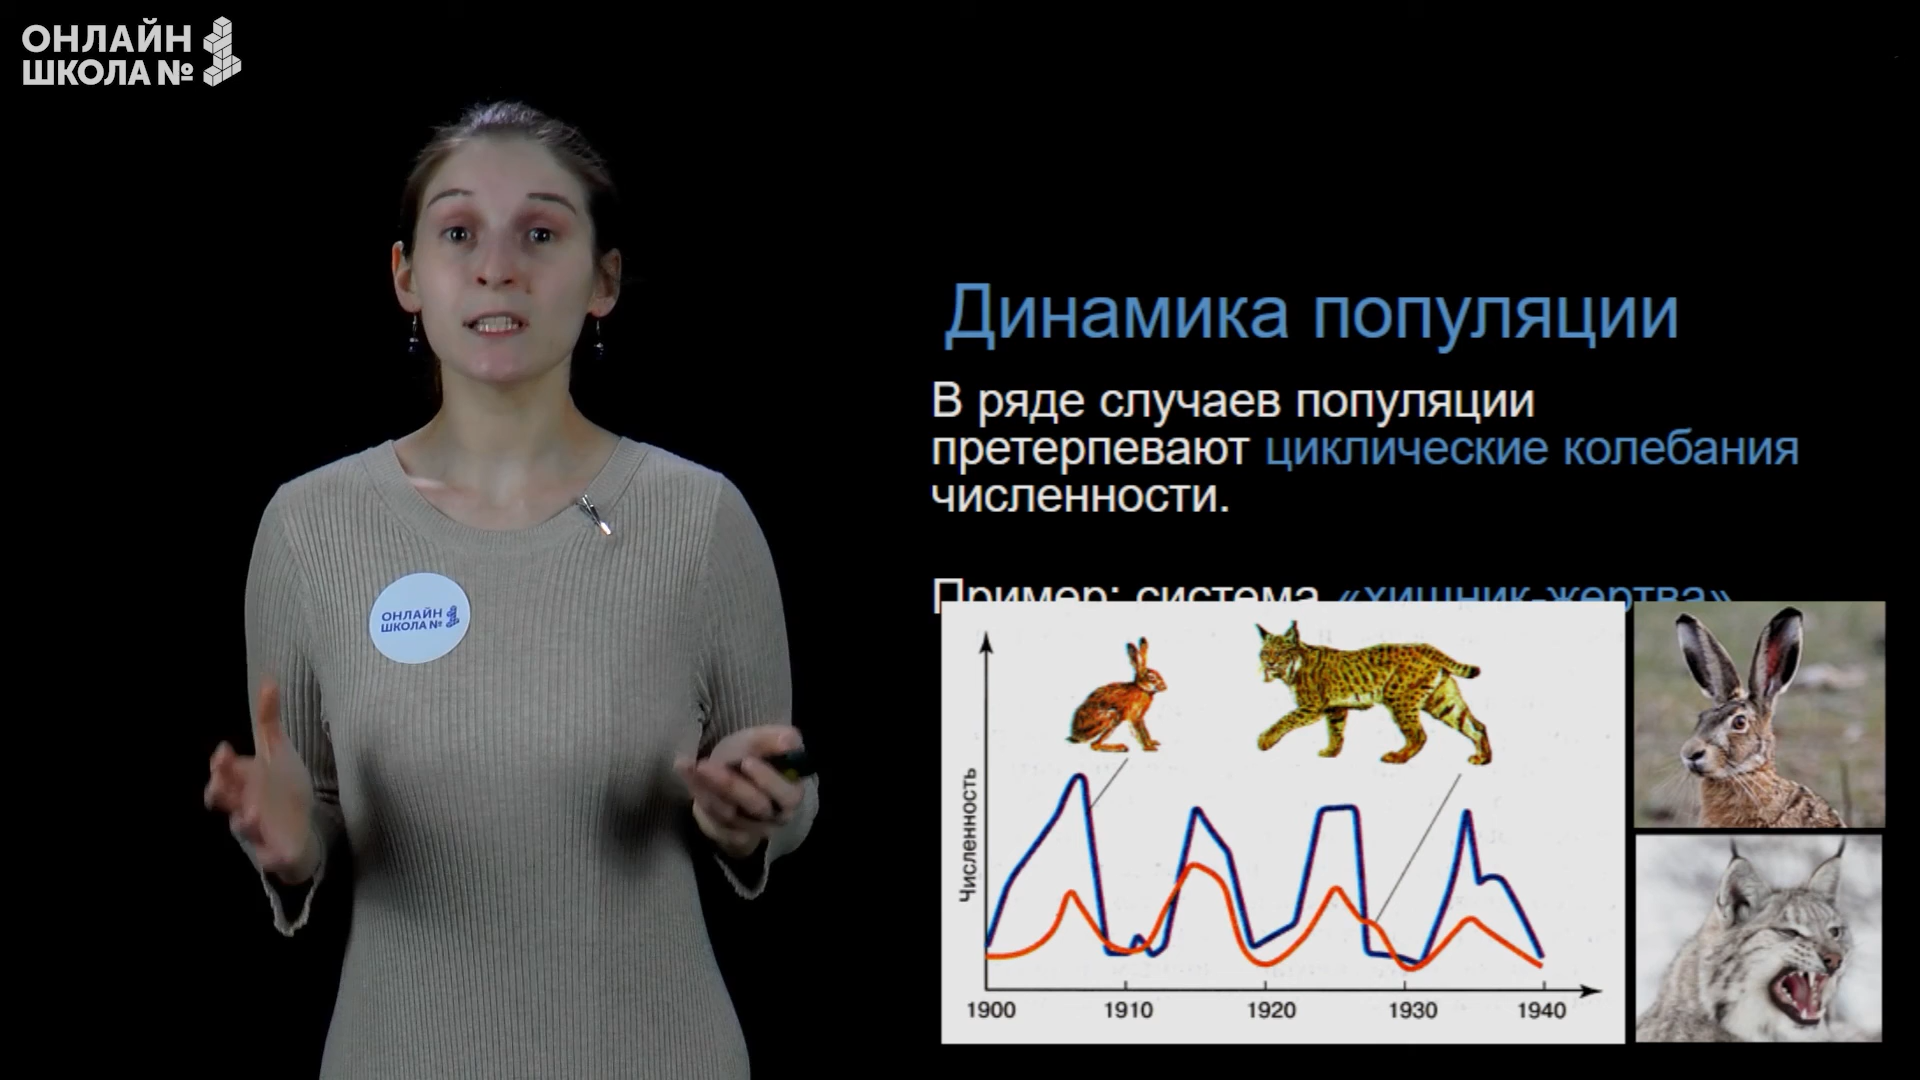 ОНЛАЙН
ШКОЛА №
Динамика популяции
В ряде случаев популяции
претерпевают циклические колебания
численности.
Пример: система «хищник-жертва»
ОНЛАЙН
ШКОЛА №
Численность
1900 1910 1920 1930 1940